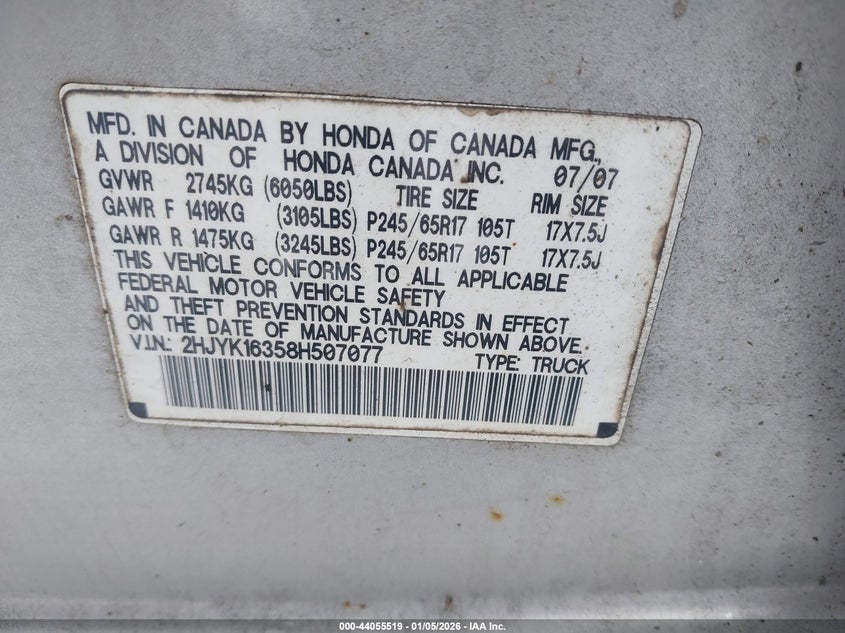 MFD. IN CANADA BY HONDA OF CANADA MFG.,
A DIVISION OF HONDA CANADA INC. 07/07
GVWR 2745KG (6050LBS) TIRE SIZE RIM SIZE
GAWR F 1410KG (3105LBS) P245/65R17 105T 17X7.5J
GAWR R 1475KG (3245LBS) P245/65R17 105T 17X7.5J
THIS VEHICLE CONFORMS TO ALL APPLICABLE
FEDERAL MOTOR VEHICLE SAFETY
AND THEFT PREVENTION STANDARDS IN EFFECT
ON THE DATE OF MANUFACTURE SHOWN ABOVE.
V.I.N.: 2HJYK16358H507077 TYPE: TRUCK
000-44055519 - 01/05/2026 - IAA Inc.